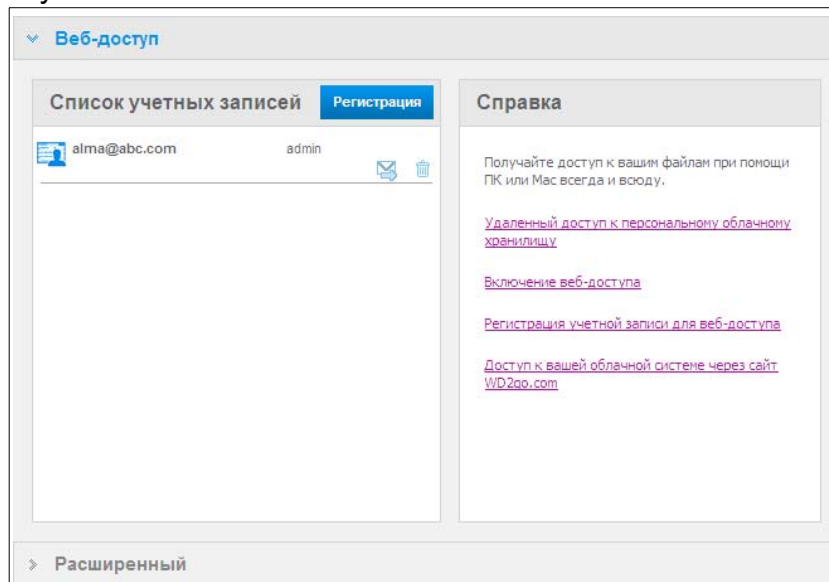 Веб-доступ
Список учетных записей
Регистрация
alma@abc.com
admin
Справка
Получайте доступ к вашим файлам при помощи
ПК или Mac всегда и всюду.
Удаленный доступ к персональному облачному
хранилищу
Включение веб-доступа
Регистрация учетной записи для веб-доступа
Доступ к вашей облачной системе через сайт
WD2go.com
Расширенный